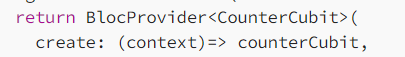 return BlocProvider<CounterCubit>(
create: (context)=> counterCubit,